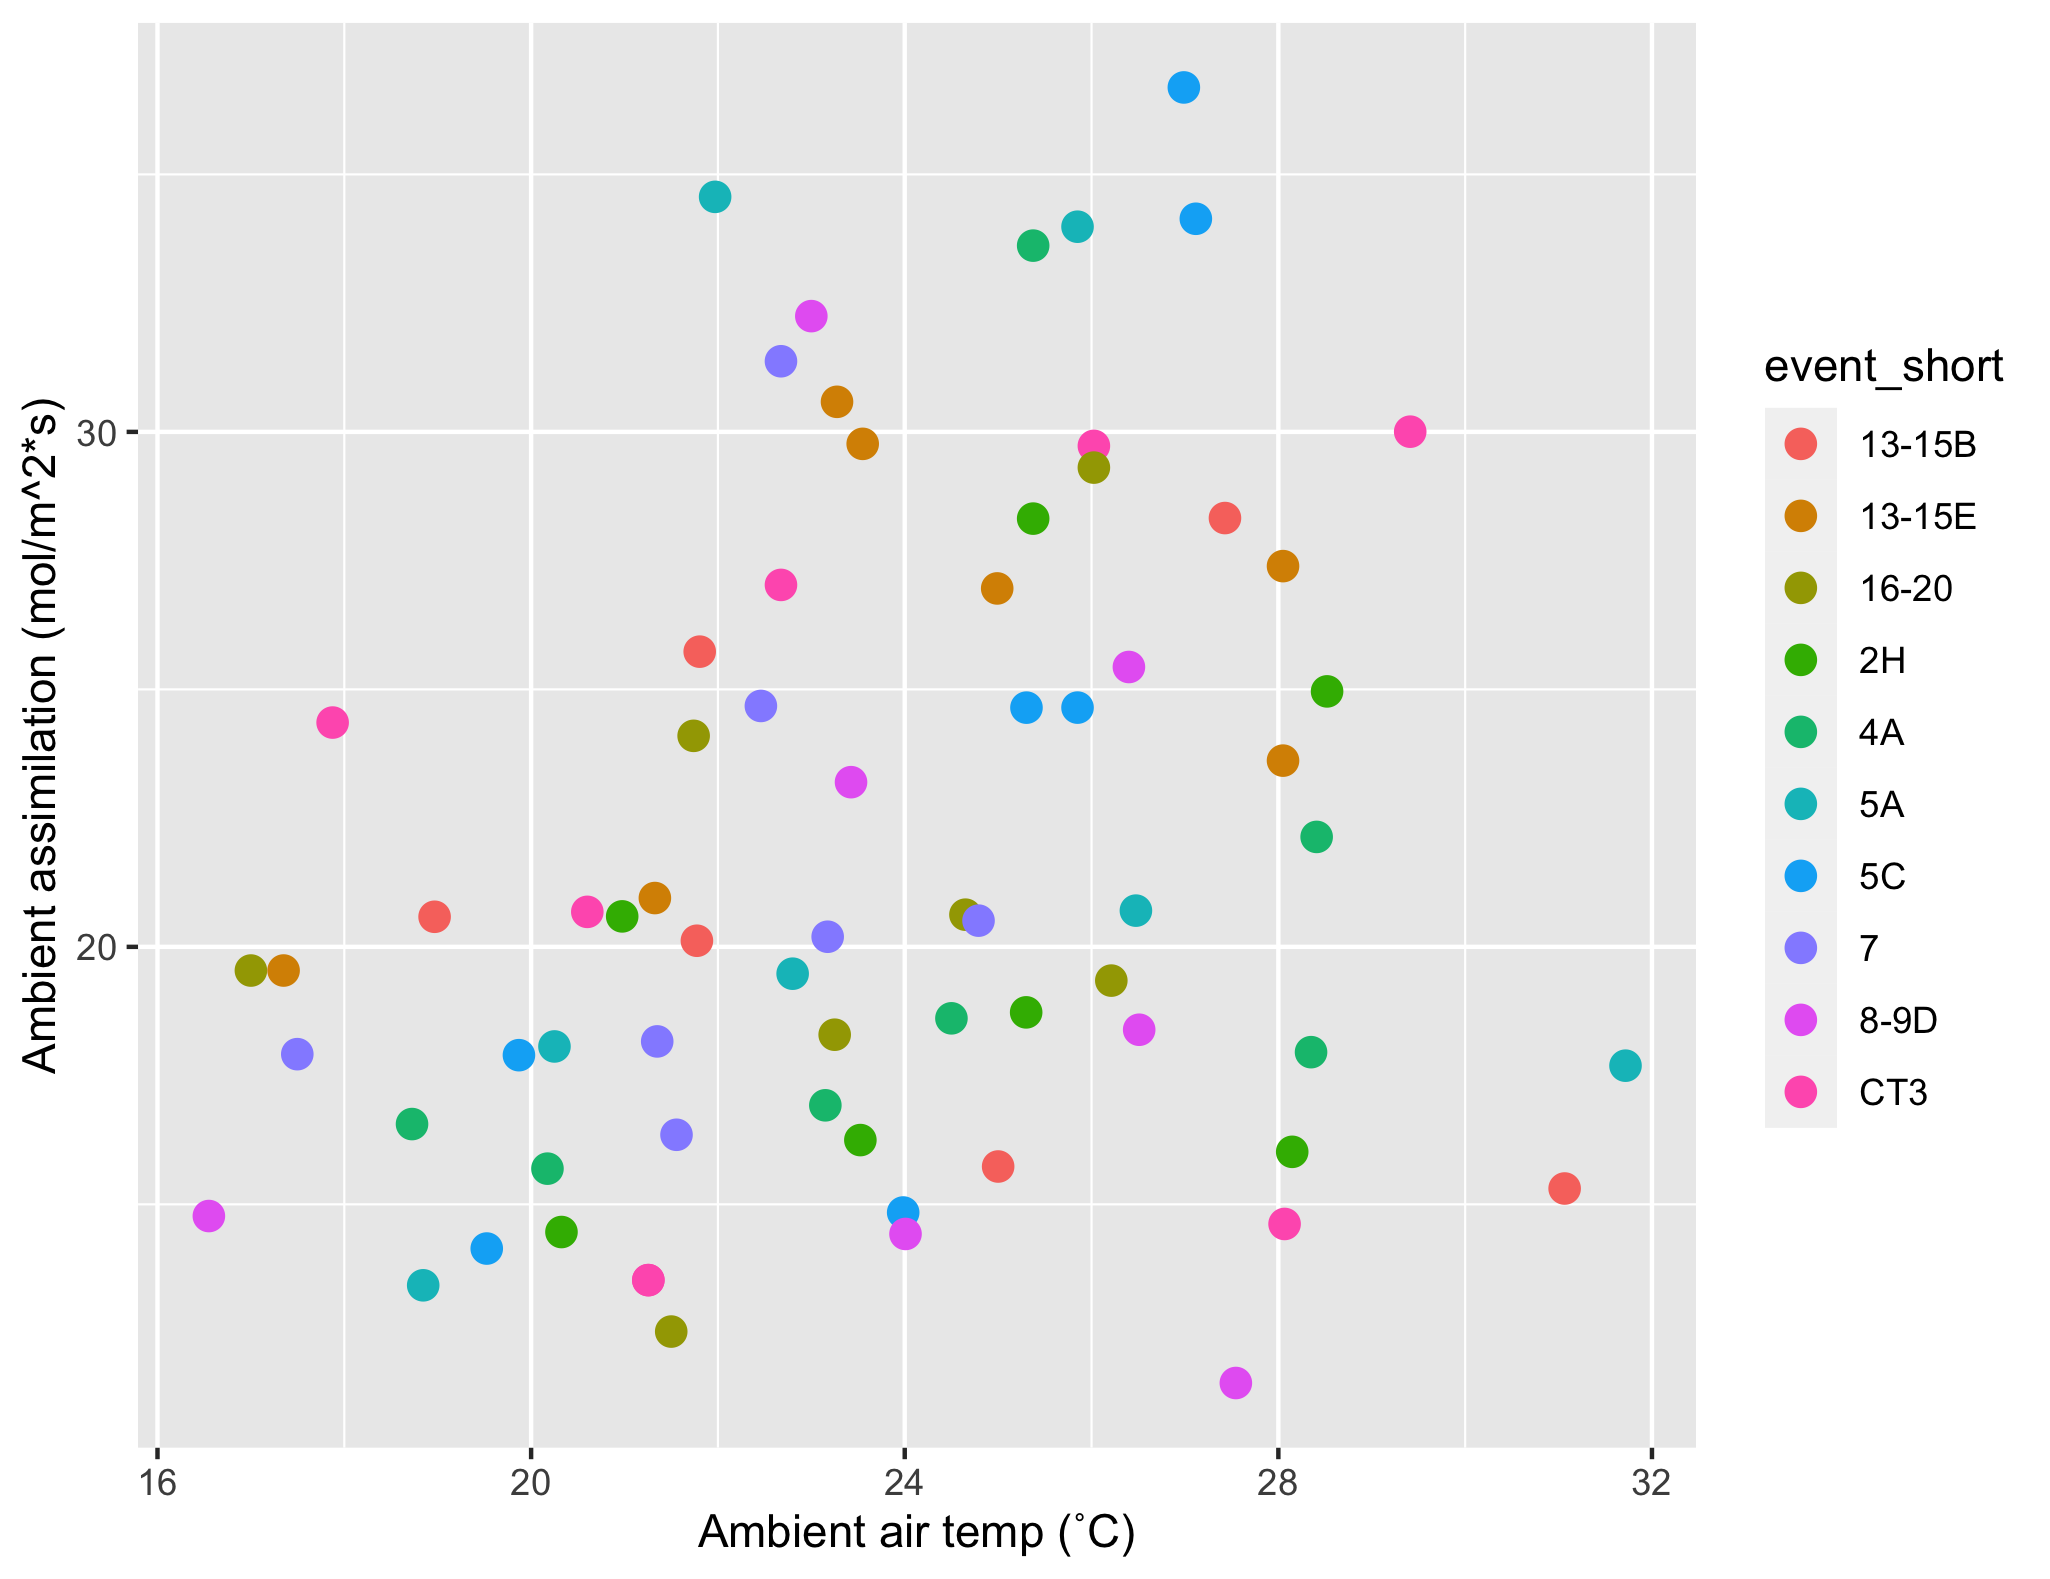 Ambient assimilation (mol/m^2*s)
30
20
16 20 24 28 32
Ambient air temp (˚C)
event_short
13-15B
13-15E
16-20
2H
4A
5A
5C
7
8-9D
CT3